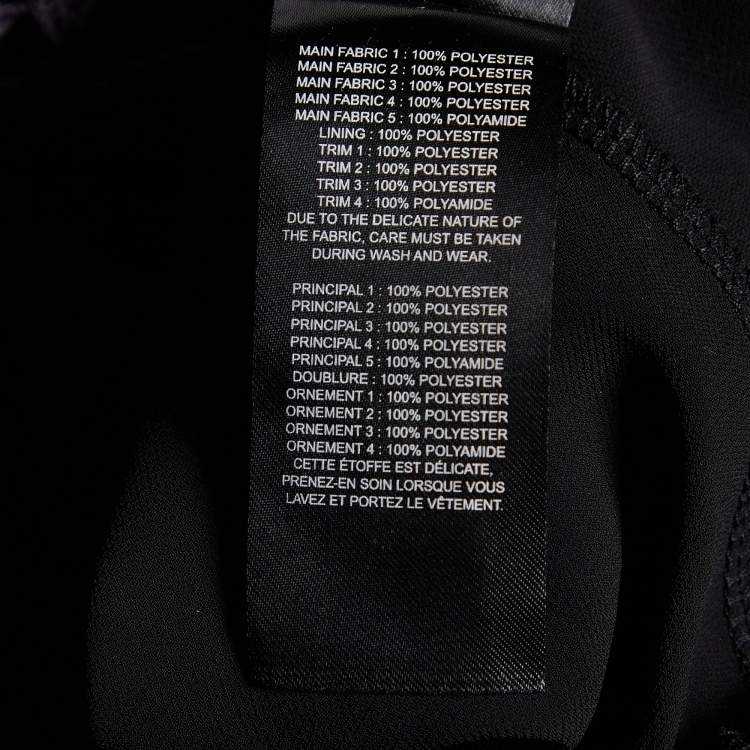 MAIN FABRIC 1 : 100% POLYESTER
MAIN FABRIC 2 : 100% POLYESTER
MAIN FABRIC 3 : 100% POLYESTER
MAIN FABRIC 4 : 100% POLYESTER
MAIN FABRIC 5 : 100% POLYAMIDE
LINING : 100% POLYESTER
TRIM 1 : 100% POLYESTER
TRIM 2 : 100% POLYESTER
TRIM 3 : 100% POLYESTER
TRIM 4 : 100% POLYAMIDE
DUE TO THE DELICATE NATURE OF
THE FABRIC, CARE MUST BE TAKEN
DURING WASH AND WEAR.
PRINCIPAL 1 : 100% POLYESTER
PRINCIPAL 2 : 100% POLYESTER
PRINCIPAL 3 : 100% POLYESTER
PRINCIPAL 4 : 100% POLYESTER
PRINCIPAL 5 : 100% POLYAMIDE
DOUBLURE : 100% POLYESTER
ORNEMENT 1 : 100% POLYESTER
ORNEMENT 2 : 100% POLYESTER
ORNEMENT 3 : 100% POLYESTER
ORNEMENT 4 : 100% POLYAMIDE
CETTE ÉTOFFE EST DÉLICATE,
PRENEZ-EN SOIN LORSQUE VOUS
LAVEZ ET PORTEZ LE VÊTEMENT.